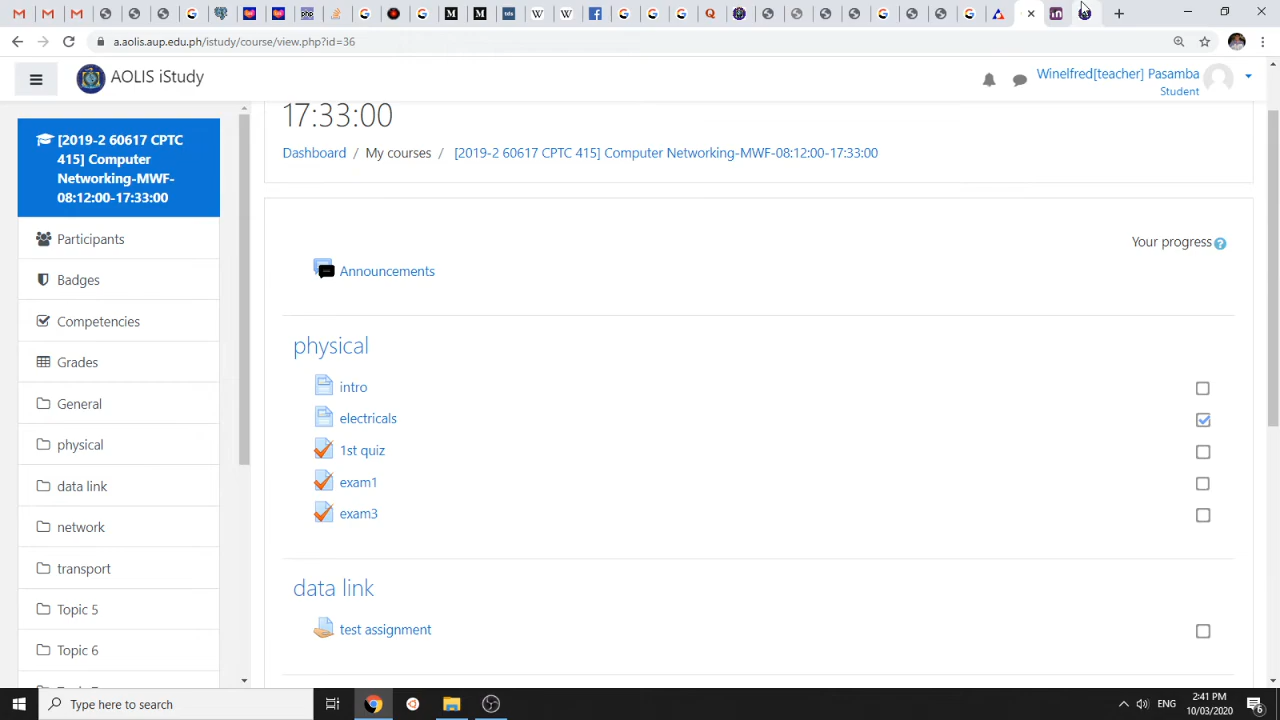 a.aolis.aup.edu.ph/istudy/course/view.php?id=36
AOLIS iStudy
Winelfred[teacher] Pasamba
Student
[2019-2 60617 CPTC
415] Computer
Networking-MWF-
08:12:00-17:33:00
Participants
Badges
Competencies
Grades
General
physical
data link
network
transport
Topic 5
Topic 6
17:33:00
Dashboard / My courses / [2019-2 60617 CPTC 415] Computer Networking-MWF-08:12:00-17:33:00
Your progress
Announcements
physical
intro
electricals
1st quiz
exam1
exam3
data link
test assignment
Type here to search
ENG
2:41 PM
10/03/2020
6